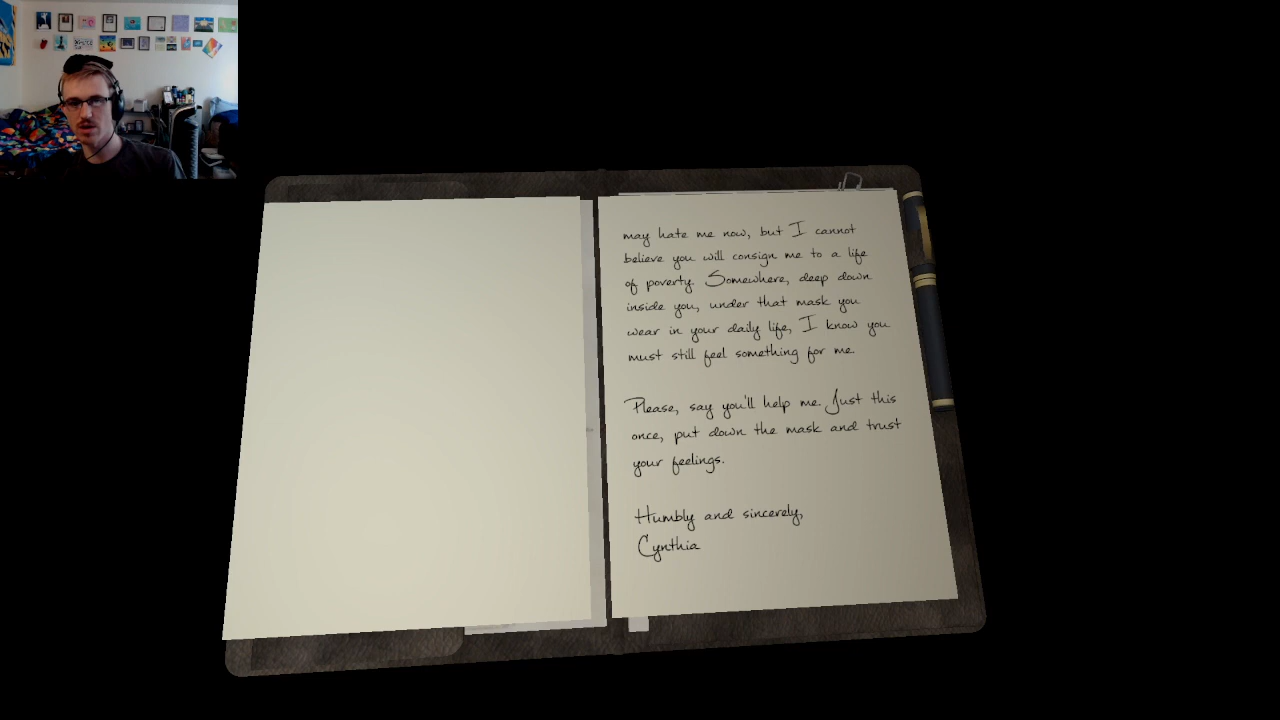 may hate me now, but I cannot
believe you will consign me to a life
of poverty. Somewhere, deep down
inside you, under that mask you
wear in your daily life, I know you
must still feel something for me.
Please, say you'll help me. Just this
once, put down the mask and trust
your feelings.
Humbly and sincerely,
Cynthia